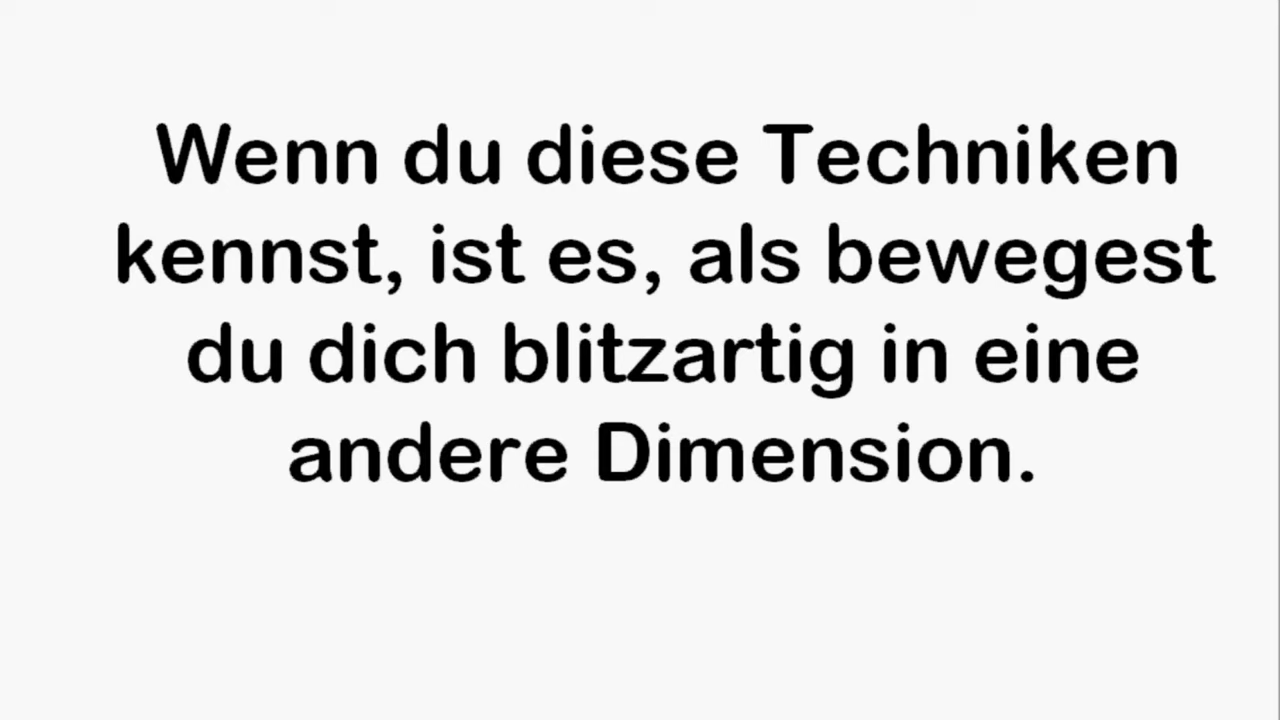 Wenn du diese Techniken
kennst, ist es, als bewegest
du dich blitzartig in eine
andere Dimension.